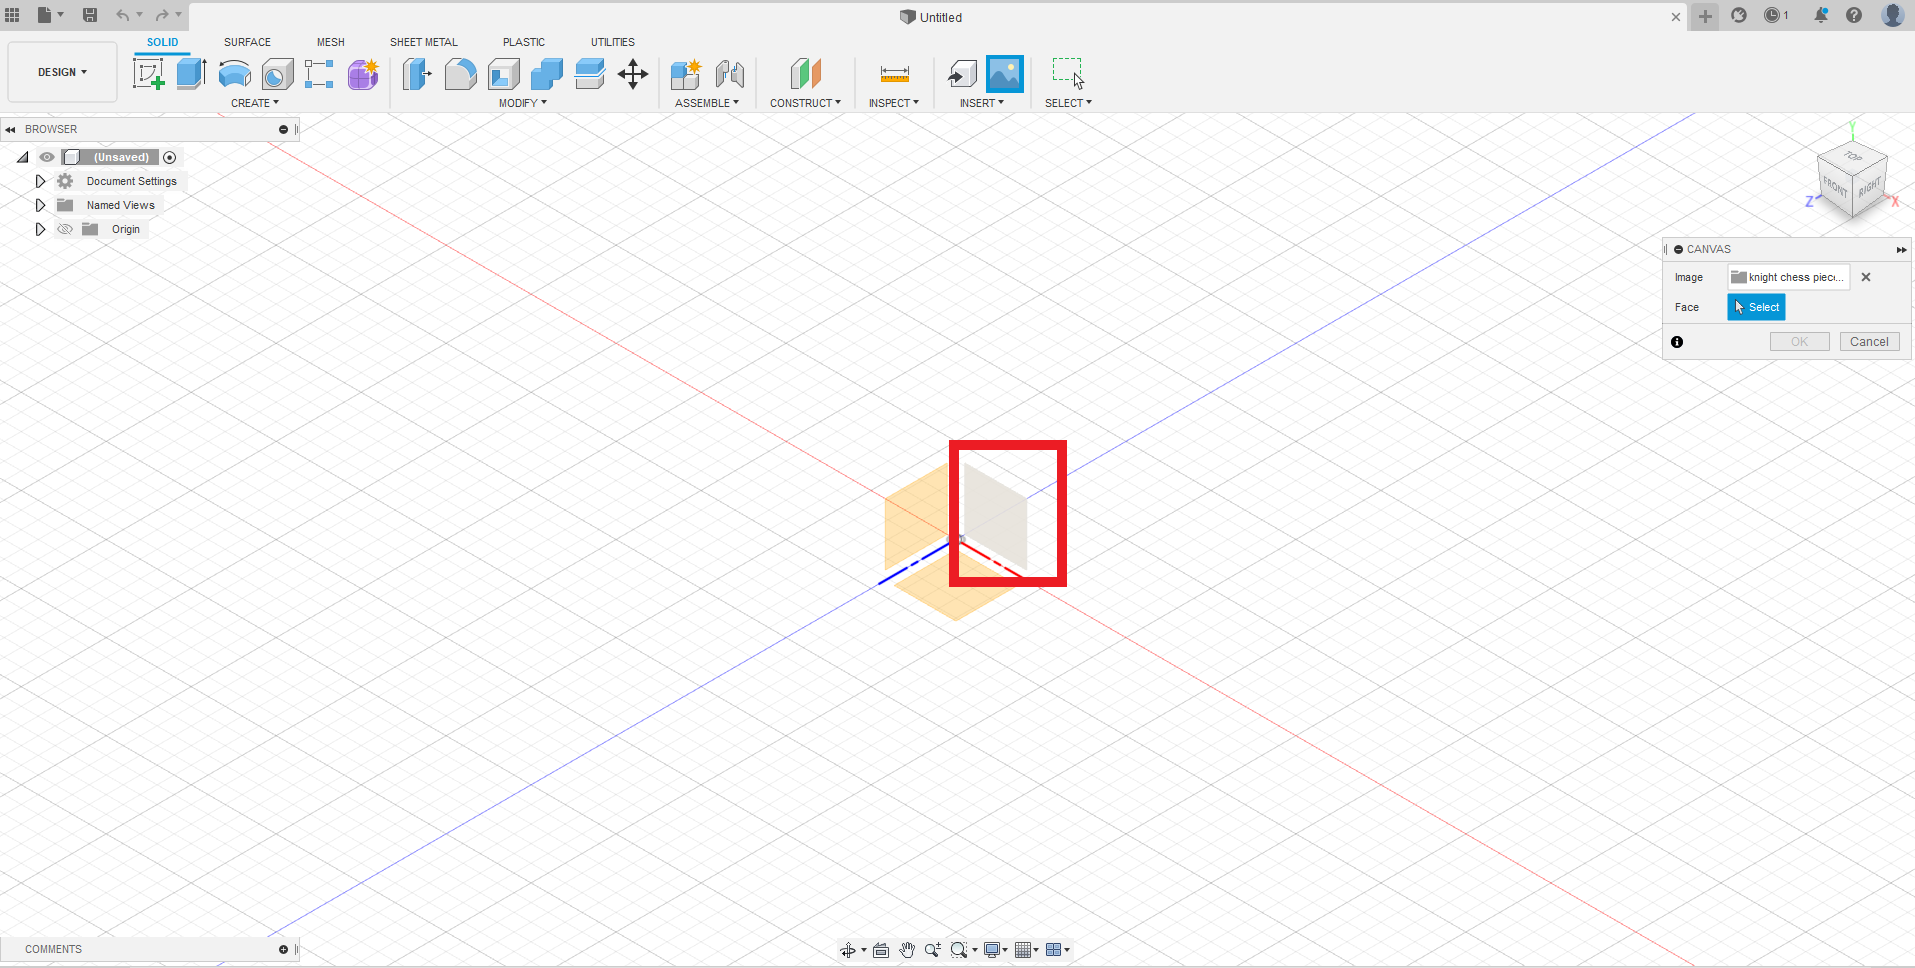 Untitled
1
DESIGN
SOLID
SURFACE
MESH
SHEET METAL
PLASTIC
UTILITIES
CREATE
MODIFY
ASSEMBLE
CONSTRUCT
INSPECT
INSERT
SELECT
BROWSER
(Unsaved)
Document Settings
Named Views
Origin
Y
TOP
FRONT
RIGHT
Z
X
CANVAS
Image
knight chess piec...
Face
Select
OK
Cancel
COMMENTS